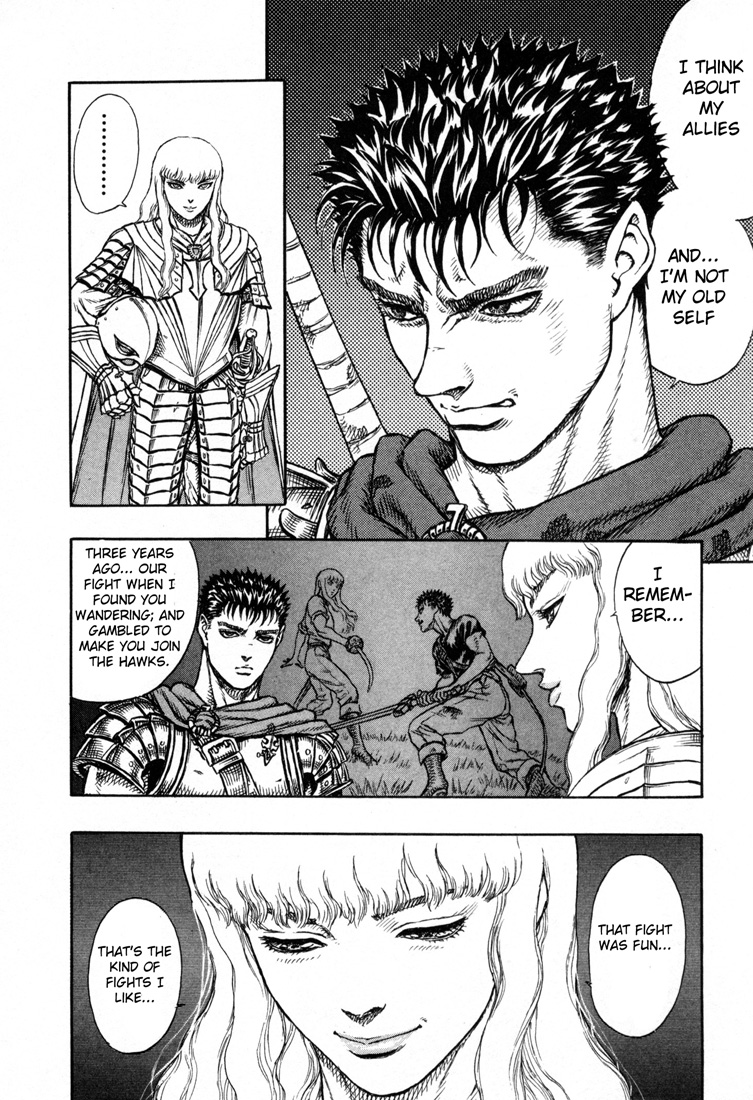 I THINK
ABOUT
MY
ALLIES
AND...
I'M NOT
MY OLD
SELF
........
I
REMEM-
BER...
THREE YEARS
AGO... OUR
FIGHT WHEN I
FOUND YOU
WANDERING; AND
GAMBLED TO
MAKE YOU JOIN
THE HAWKS.
THAT FIGHT
WAS FUN...
THAT'S THE
KIND OF
FIGHTS I
LIKE...